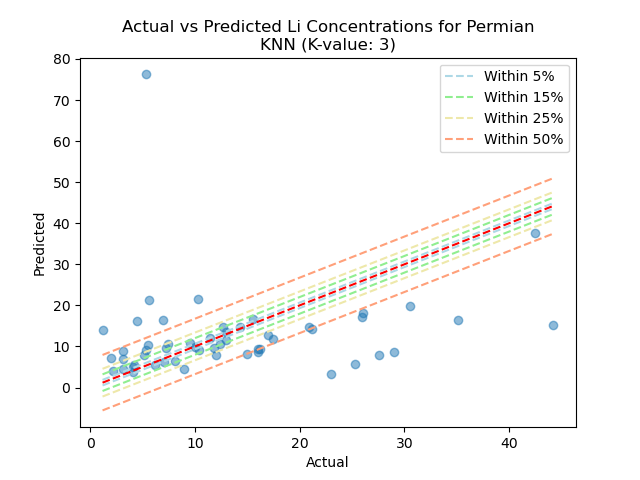 Actual vs Predicted Li Concentrations for Permian
KNN (K-value: 3)
80
70
60
50
40
30
20
10
0
Predicted
Within 5%
Within 15%
Within 25%
Within 50%
0 10 20 30 40
Actual